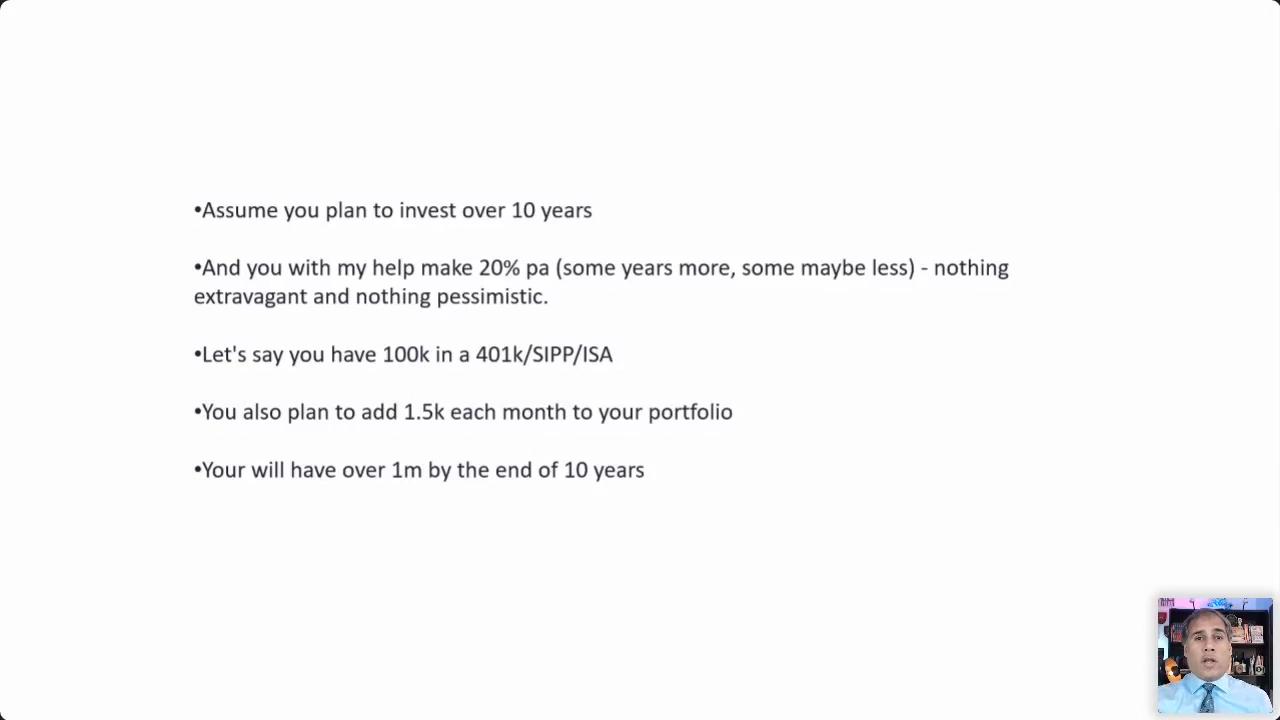 •Assume you plan to invest over 10 years
•And you with my help make 20% pa (some years more, some maybe less) - nothing
extravagant and nothing pessimistic.
•Let's say you have 100k in a 401k/SIPP/ISA
•You also plan to add 1.5k each month to your portfolio
•Your will have over 1m by the end of 10 years